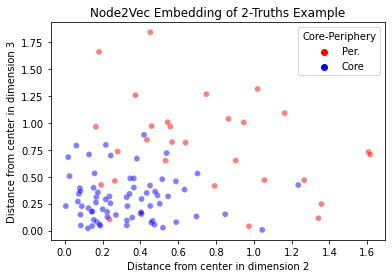 Node2Vec Embedding of 2-Truths Example
Core-Periphery
Per.
Core
Distance from center in dimension 3
1.75
1.50
1.25
1.00
0.75
0.50
0.25
0.00
0.0 0.2 0.4 0.6 0.8 1.0 1.2 1.4 1.6
Distance from center in dimension 2